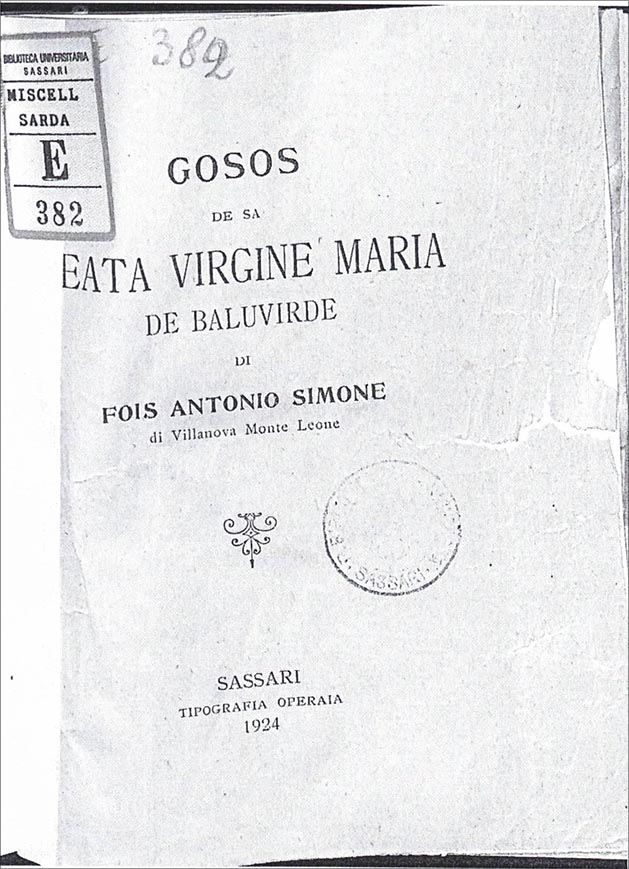 382
BIBLIOTECA UNIVERSITARIA
SASSARI
MISCELL
SARDA
E
382
GOSOS
DE SA
EATA VIRGINE MARIA
DE BALUVIRDE
DI
FOIS ANTONIO SIMONE
di Villanova Monte Leone
SASSARI
SASSARI
TIPOGRAFIA OPERAIA
1924